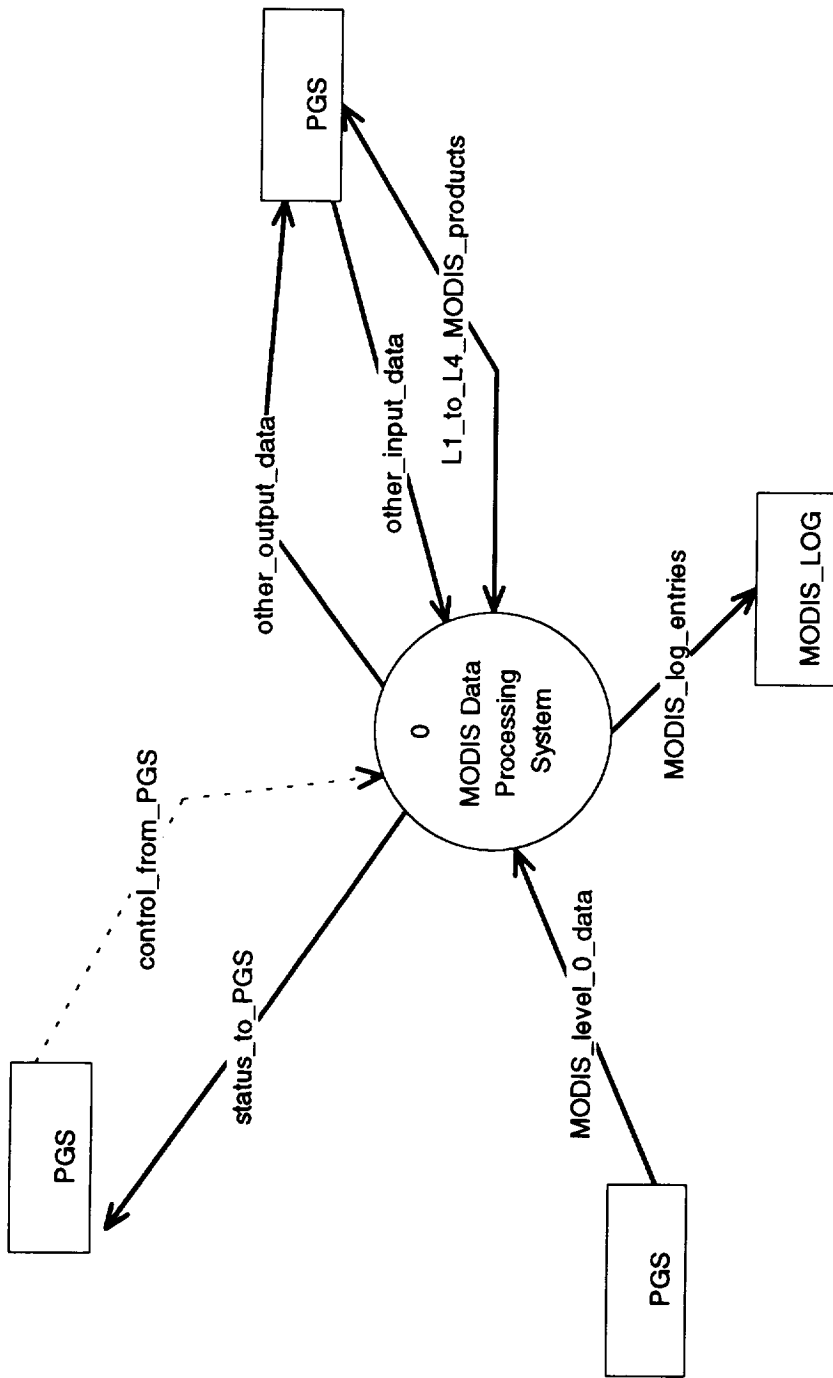 PGS
control_from_PGS
status_to_PGS
PGS
MODIS_level_0_data
0
MODIS Data
Processing
System
MODIS_log_entries
MODIS_LOG
other_output_data
other_input_data
L1_to_L4_MODIS_products
PGS